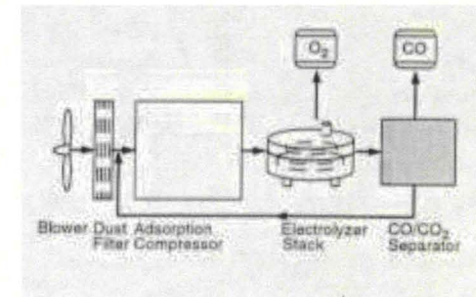 O2
CO
Blower Dust Adsorption Electrolyzer CO/CO2
Filter Compressor Stack Separator